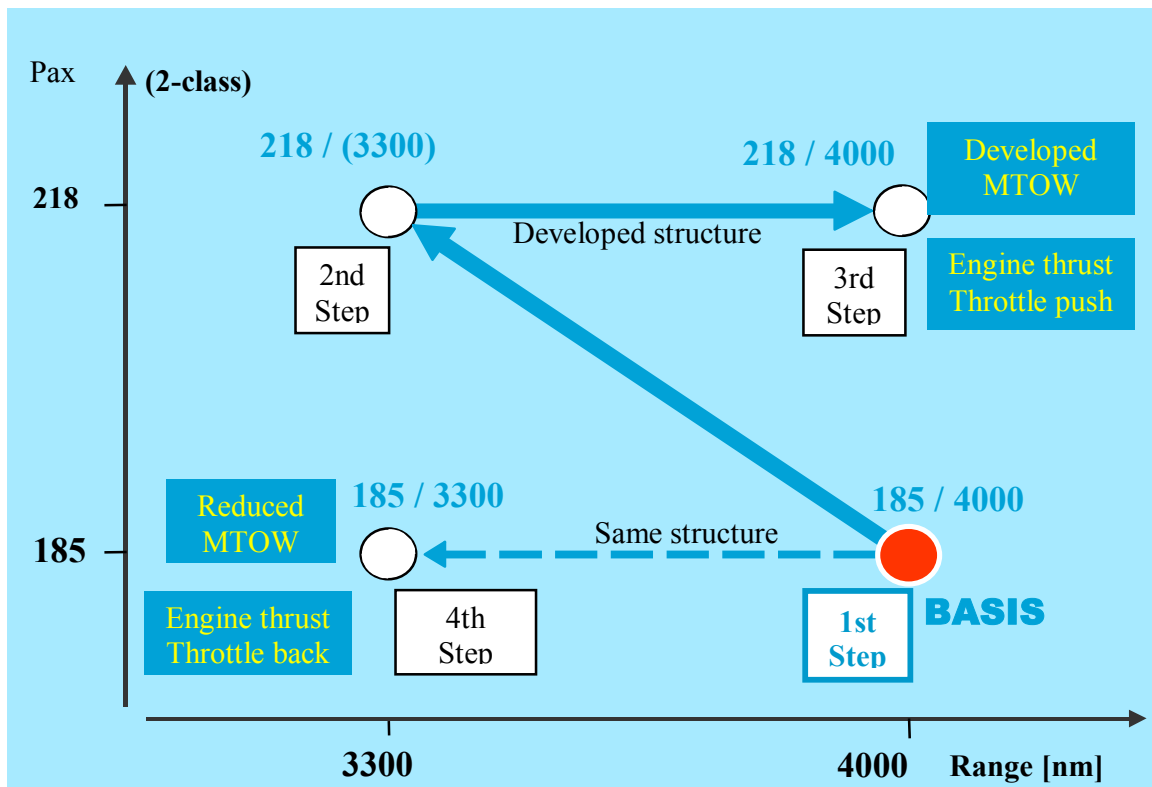 Pax
(2-class)
218 / (3300)
218 / 4000
Developed
MTOW
218
Developed structure
2nd
Step
3rd
Step
Engine thrust
Throttle push
Reduced
MTOW
185 / 3300
185 / 4000
Same structure
185
Engine thrust
Throttle back
4th
Step
1st
Step
BASIS
3300
4000
Range [nm]